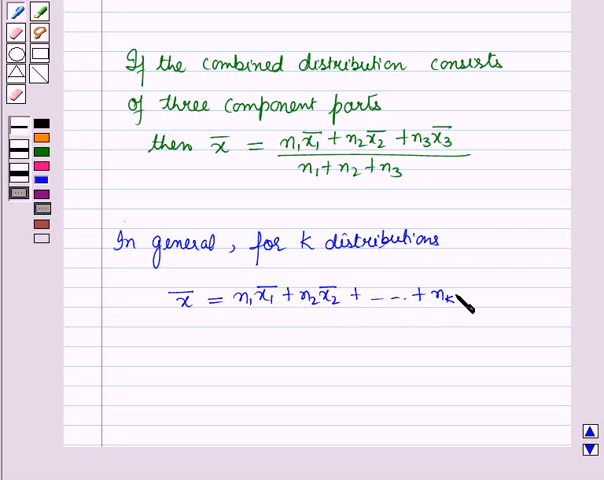 If the combined distribution consists
of three component parts
then x̅ = (n₁x̅₁ + n₂x̅₂ + n₃x̅₃) / (n₁ + n₂ + n₃)
In general, for K distributions
x̅ = n₁x̅₁ + n₂x̅₂ + ----- + nₖ